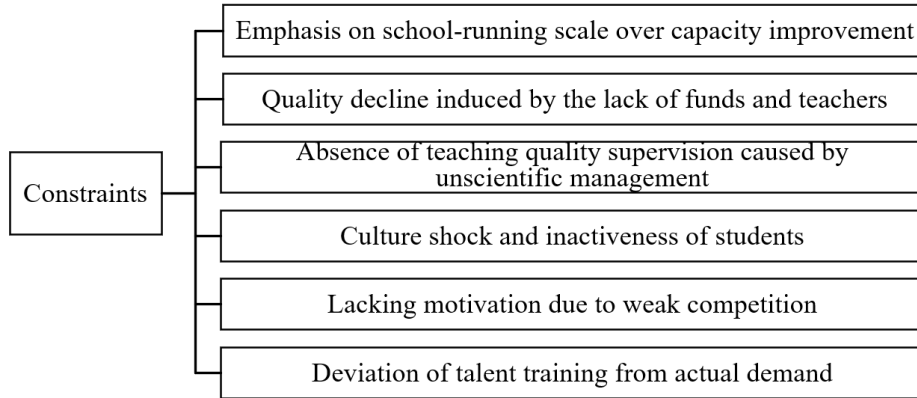 Emphasis on school-running scale over capacity improvement
Quality decline induced by the lack of funds and teachers
Absence of teaching quality supervision caused by
unscientific management
Constraints
Culture shock and inactiveness of students
Lacking motivation due to weak competition
Deviation of talent training from actual demand